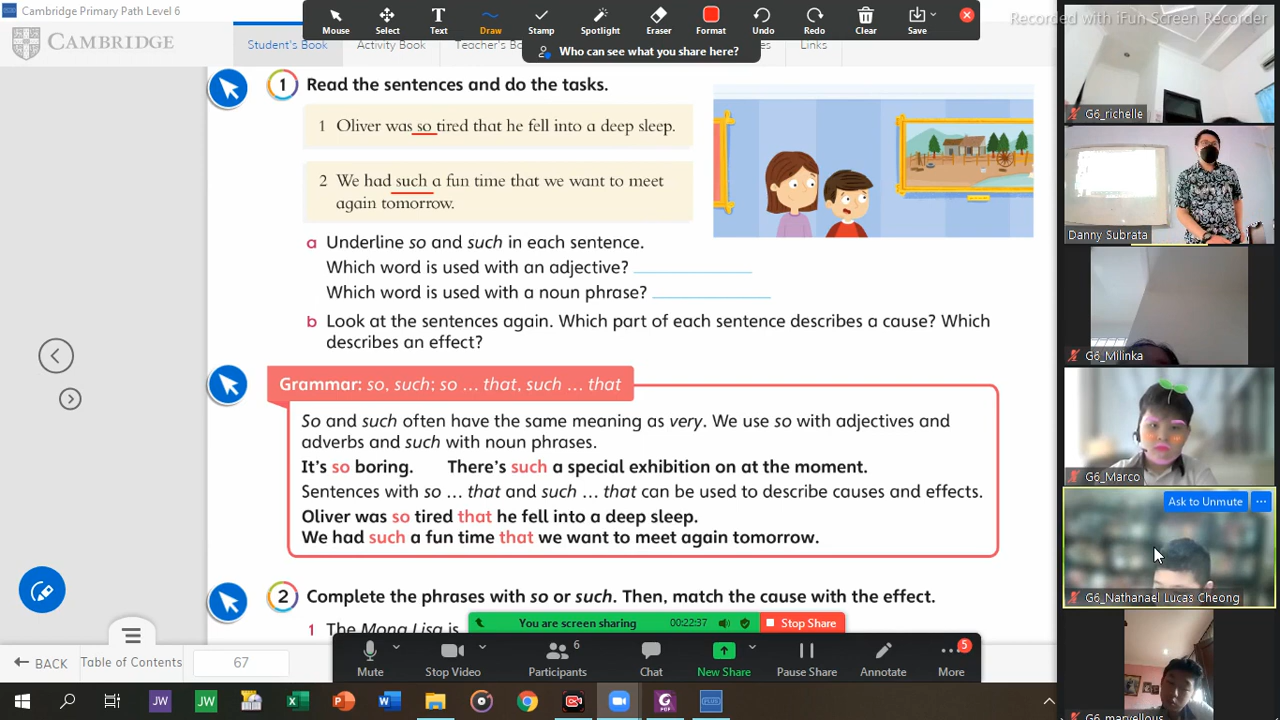 Cambridge Primary Path Level 6
Mouse Select Text Draw Stamp Spotlight Eraser Format Undo Redo Clear Save
Recorded with iFun Screen Recorder
CAMBRIDGE
Student's Book Activity Book Links
Who can see what you share here?
1 Read the sentences and do the tasks.
1 Oliver was so tired that he fell into a deep sleep.
2 We had such a fun time that we want to meet
again tomorrow.
a Underline so and such in each sentence.
Which word is used with an adjective?
Which word is used with a noun phrase?
b Look at the sentences again. Which part of each sentence describes a cause? Which
describes an effect?
Grammar: so, such; so ... that, such ... that
So and such often have the same meaning as very. We use so with adjectives and
adverbs and such with noun phrases.
It's so boring. There's such a special exhibition on at the moment.
Sentences with so ... that and such ... that can be used to describe causes and effects.
Oliver was so tired that he fell into a deep sleep.
We had such a fun time that we want to meet again tomorrow.
2 Complete the phrases with so or such. Then, match the cause with the effect.
1 The Mona Lisa is
You are screen sharing 00:22:37 Stop Share
BACK Table of Contents 67
6 5
Mute Stop Video Participants Chat New Share Pause Share Annotate More
JW JW
G6_richelle
Danny Subrata
G6_Milinka
G6_Marco
Ask to Unmute ...
G6_Nathanael Lucas Cheong
G6_marvellous